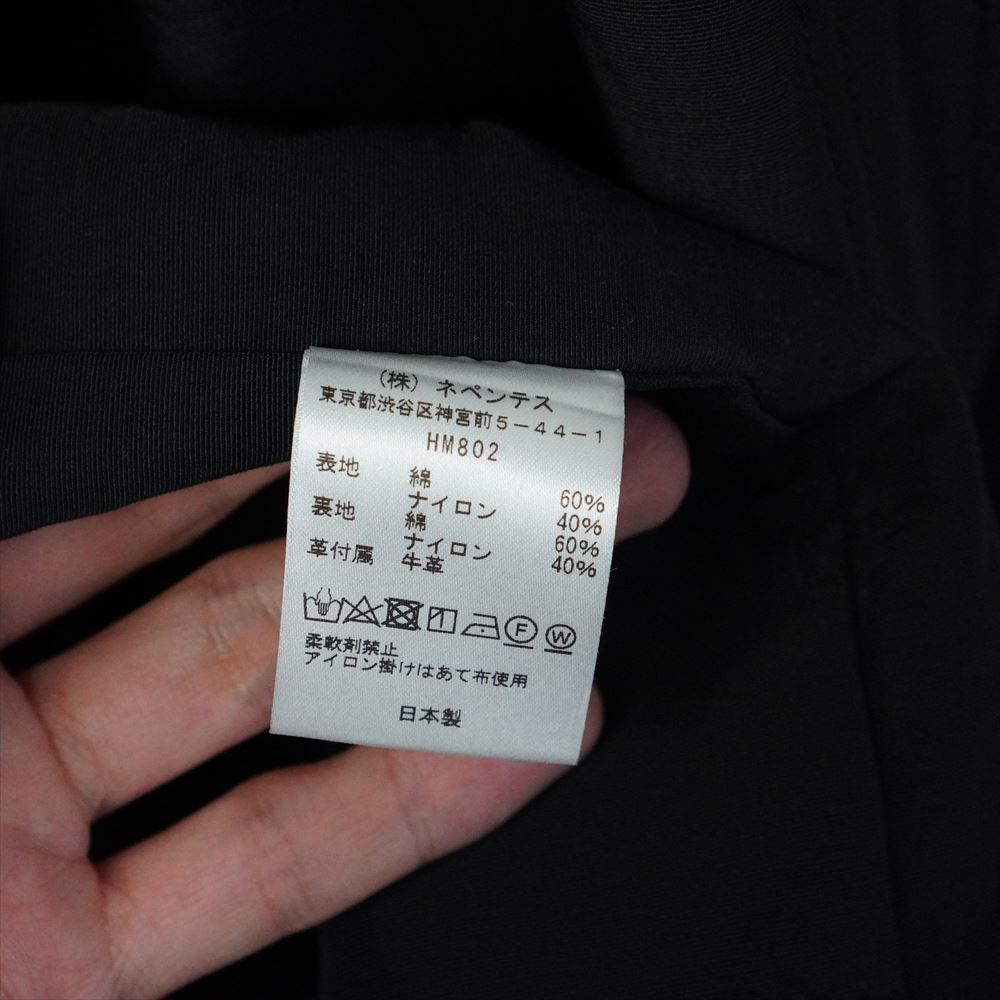 （株）ネペンテス
東京都渋谷区神宮前５－４４－１
HM802
表地 綿 60%
ナイロン 40%
裏地 綿 60%
ナイロン 40%
革付属 牛革
F W
柔軟剤禁止
アイロン掛けはあて布使用
日本製